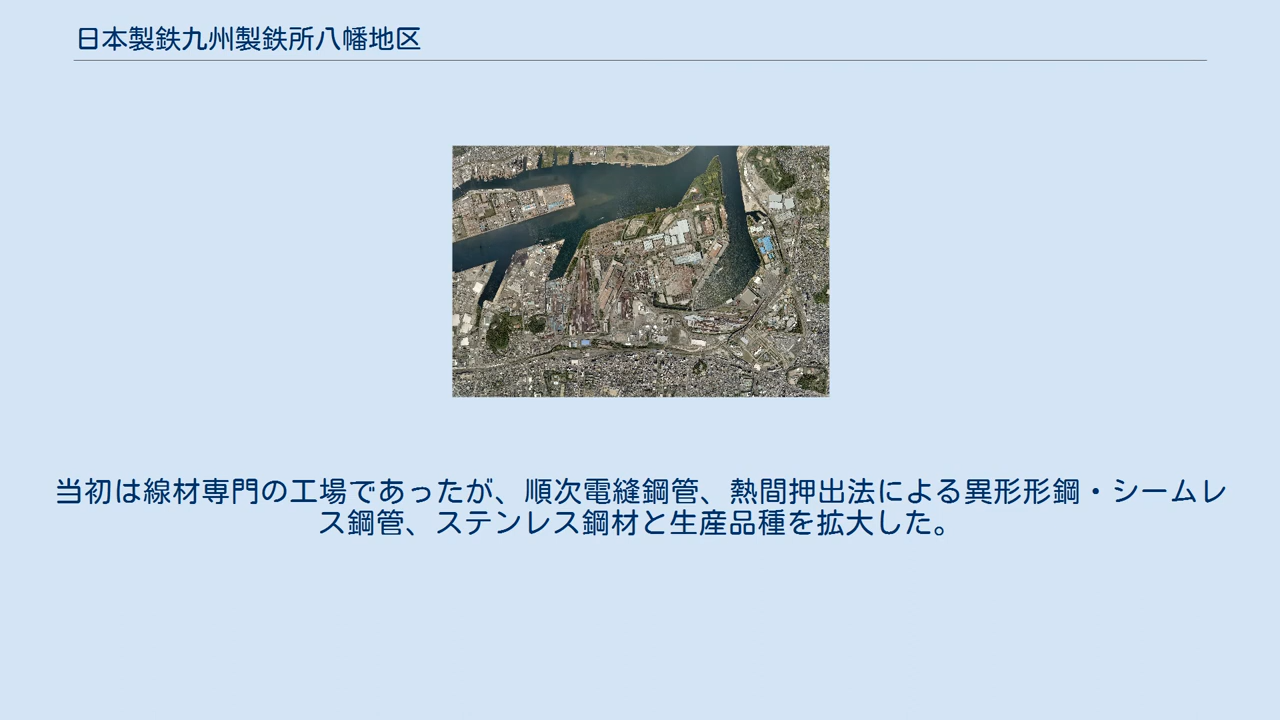 日本製鉄九州製鉄所八幡地区
当初は線材専門の工場であったが、順次電縫鋼管、熱間押出法による異形形鋼・シームレ
ス鋼管、ステンレス鋼材と生産品種を拡大した。